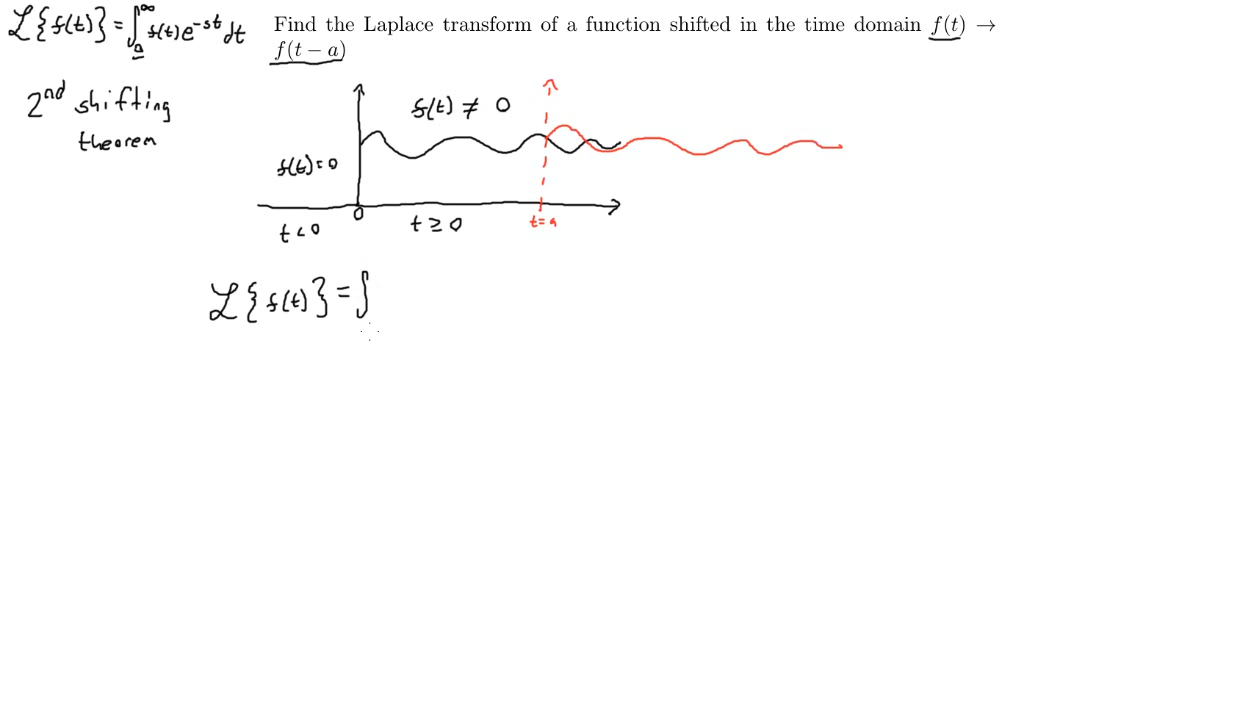 ℒ{f(t)} = ∫₀^∞ f(t)e^{-st} dt
Find the Laplace transform of a function shifted in the time domain f(t) →
f(t − a)
2nd shifting
theorem
f(t) ≠ 0
f(t) = 0
0
t < 0
t ≥ 0
t = a
ℒ{f(t)} = ∫